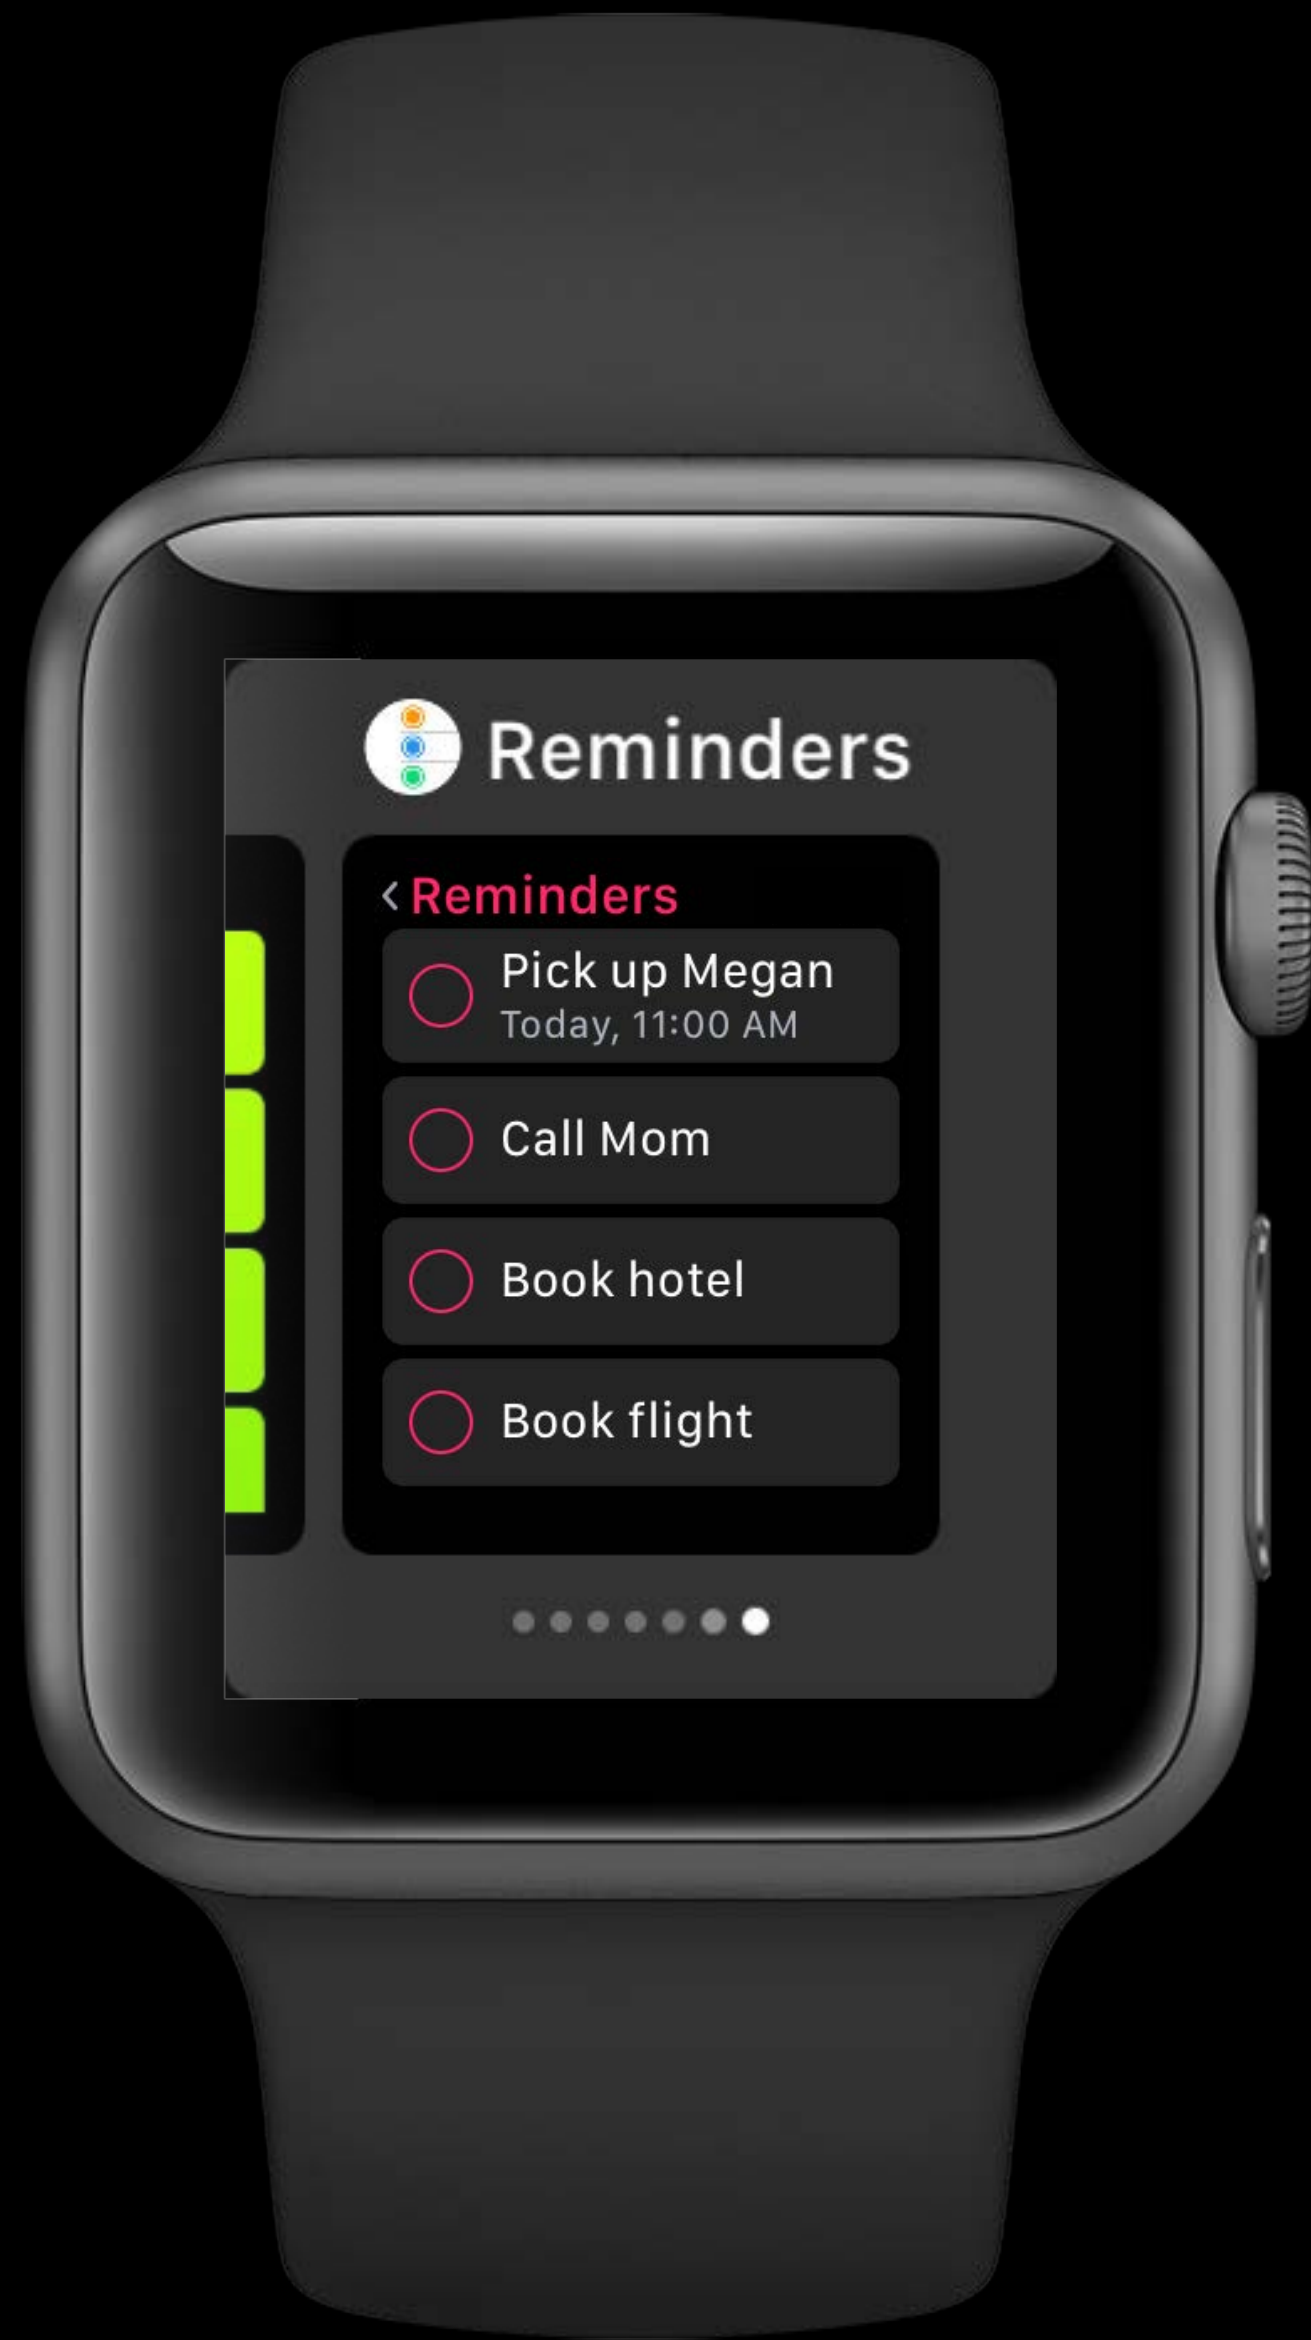 Reminders
Reminders
Pick up Megan
Today, 11:00 AM
Call Mom
Book hotel
Book flight